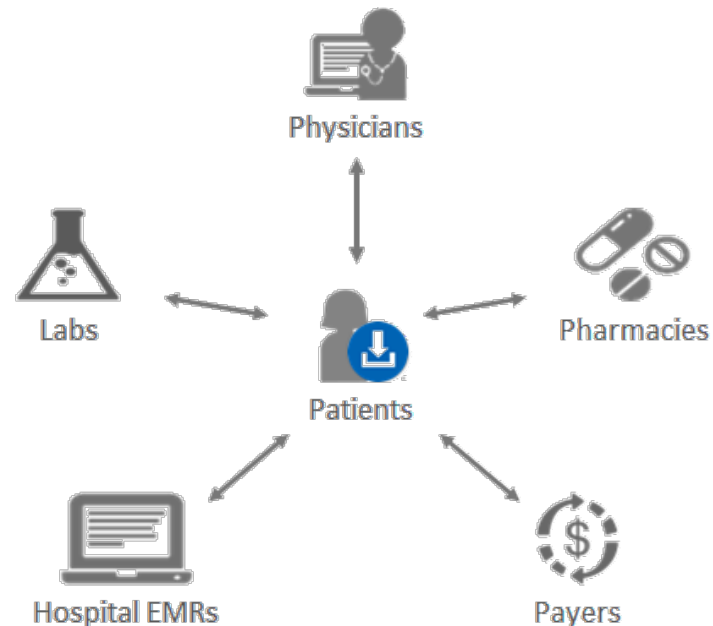 Physicians
Labs
Pharmacies
Patients
Hospital EMRs
$
Payers